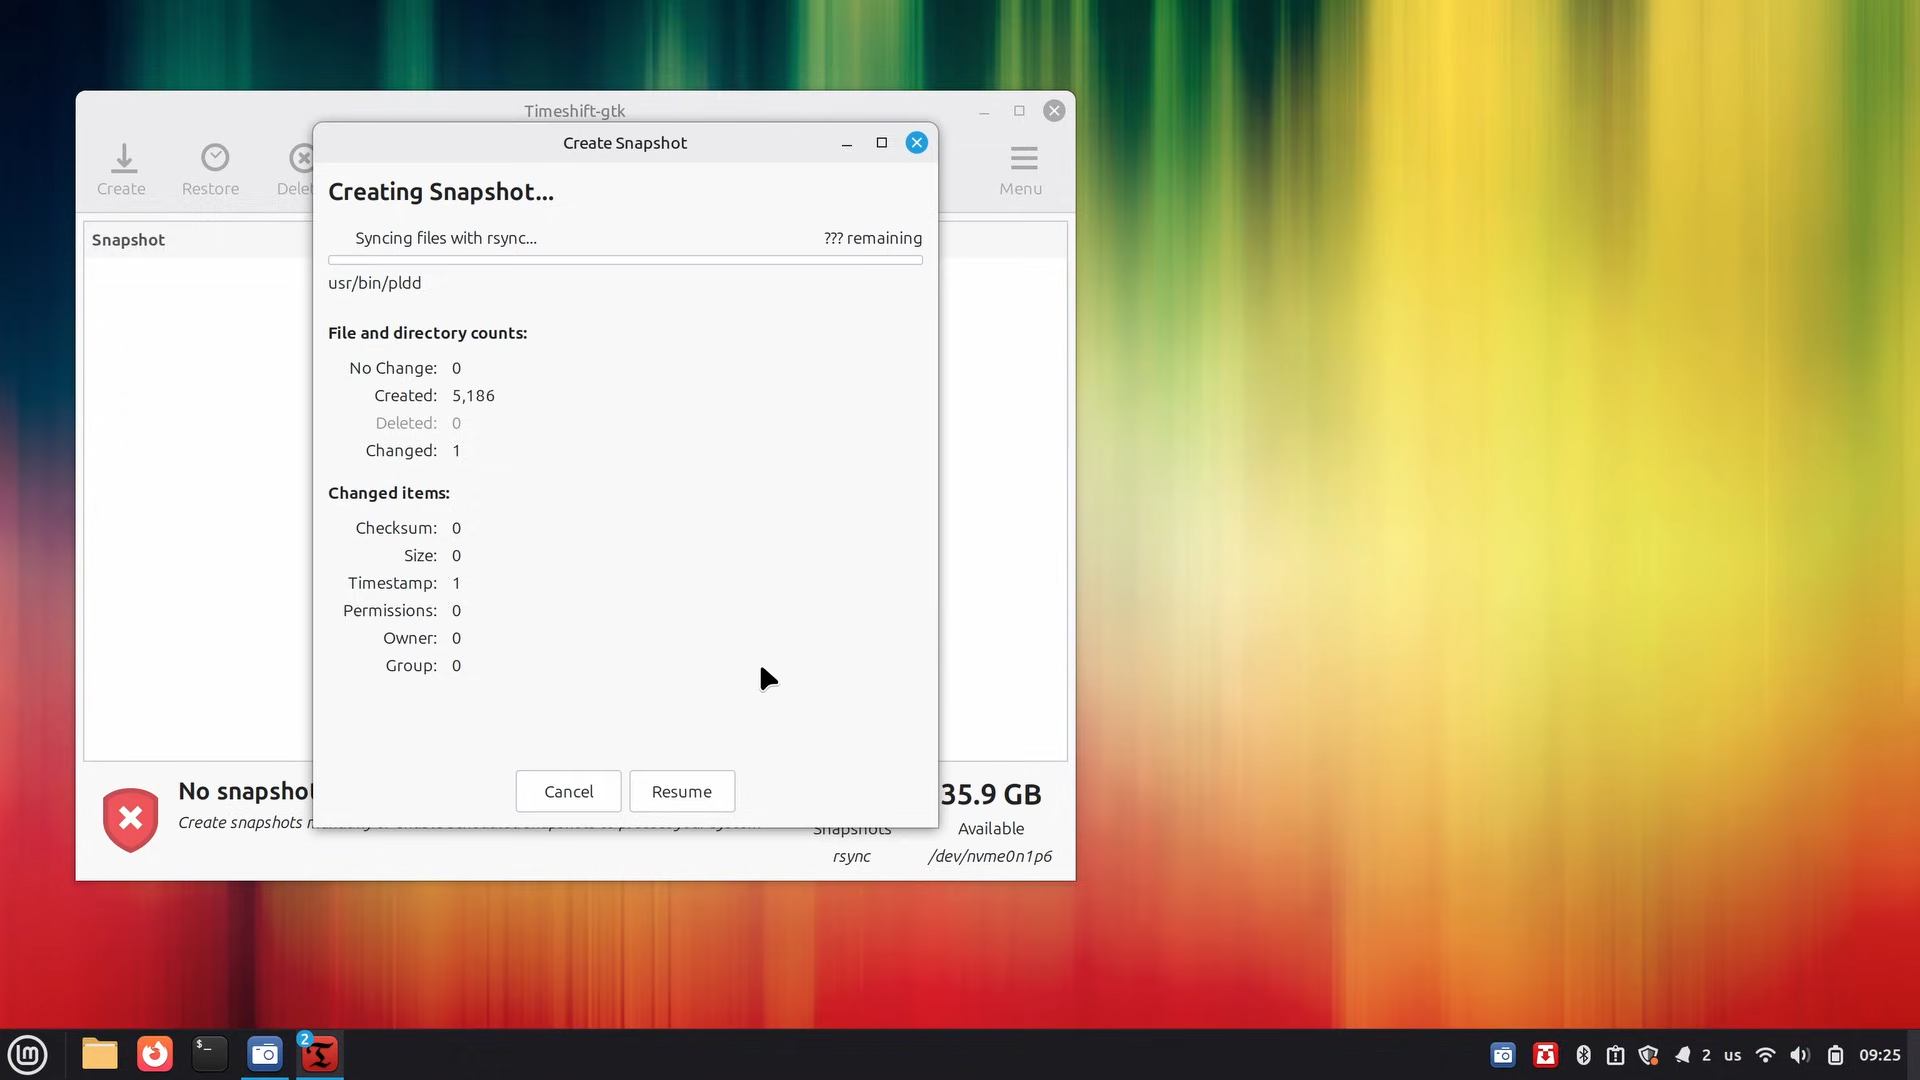 Timeshift-gtk
Create
Restore
Delet
Menu
Create Snapshot
Creating Snapshot...
Syncing files with rsync...
??? remaining
usr/bin/pldd
File and directory counts:
No Change: 0
Created: 5,186
Deleted: 0
Changed: 1
Changed items:
Checksum: 0
Size: 0
Timestamp: 1
Permissions: 0
Owner: 0
Group: 0
Cancel
Resume
Snapshot
No snapshot
Create snapshots
35.9 GB
Snapshots
Available
rsync
/dev/nvme0n1p6
$_
2
2
us
09:25